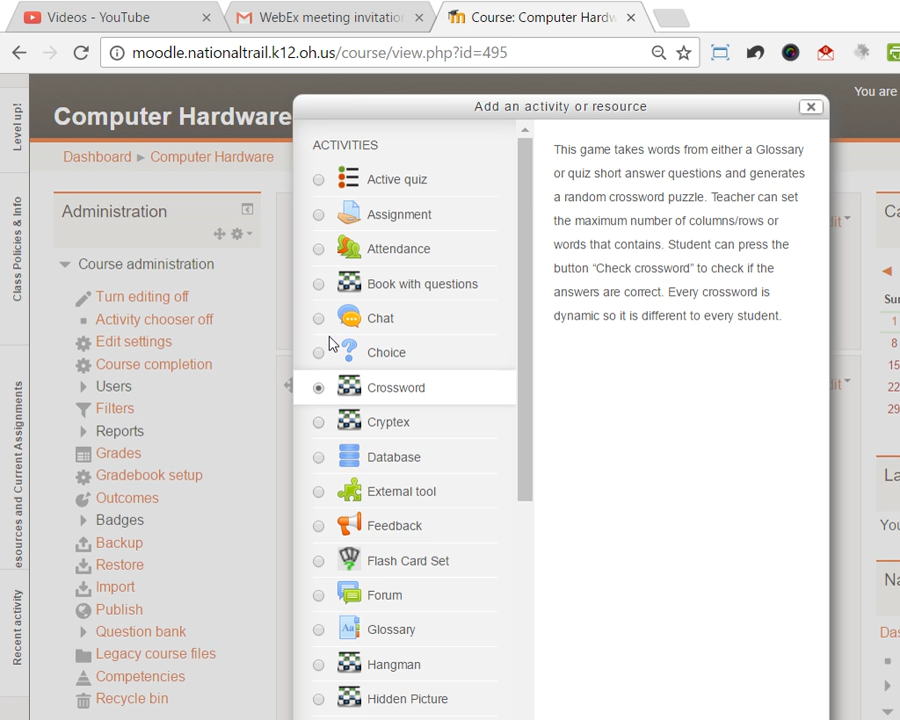 Videos - YouTube
WebEx meeting invitatio
Course: Computer Hardw
moodle.nationaltrail.k12.oh.us/course/view.php?id=495
You are
Computer Hardware
Dashboard ► Computer Hardware
Level up!
Class Policies & Info
esources and Current Assignments
Recent activity
Administration
Course administration
Turn editing off
Activity chooser off
Edit settings
Course completion
Users
Filters
Reports
Grades
Gradebook setup
Outcomes
Badges
Backup
Restore
Import
Publish
Question bank
Legacy course files
Competencies
Recycle bin
Add an activity or resource
ACTIVITIES
Active quiz
Assignment
Attendance
Book with questions
Chat
Choice
Crossword
Cryptex
Database
External tool
Feedback
Flash Card Set
Forum
Aa
Glossary
Hangman
Hidden Picture
This game takes words from either a Glossary
or quiz short answer questions and generates
a random crossword puzzle. Teacher can set
the maximum number of columns/rows or
words that contains. Student can press the
button “Check crossword” to check if the
answers are correct. Every crossword is
dynamic so it is different to every student.
dit
dit
Ca
Sun
1
8
15
22
29
La
You
Na
Das